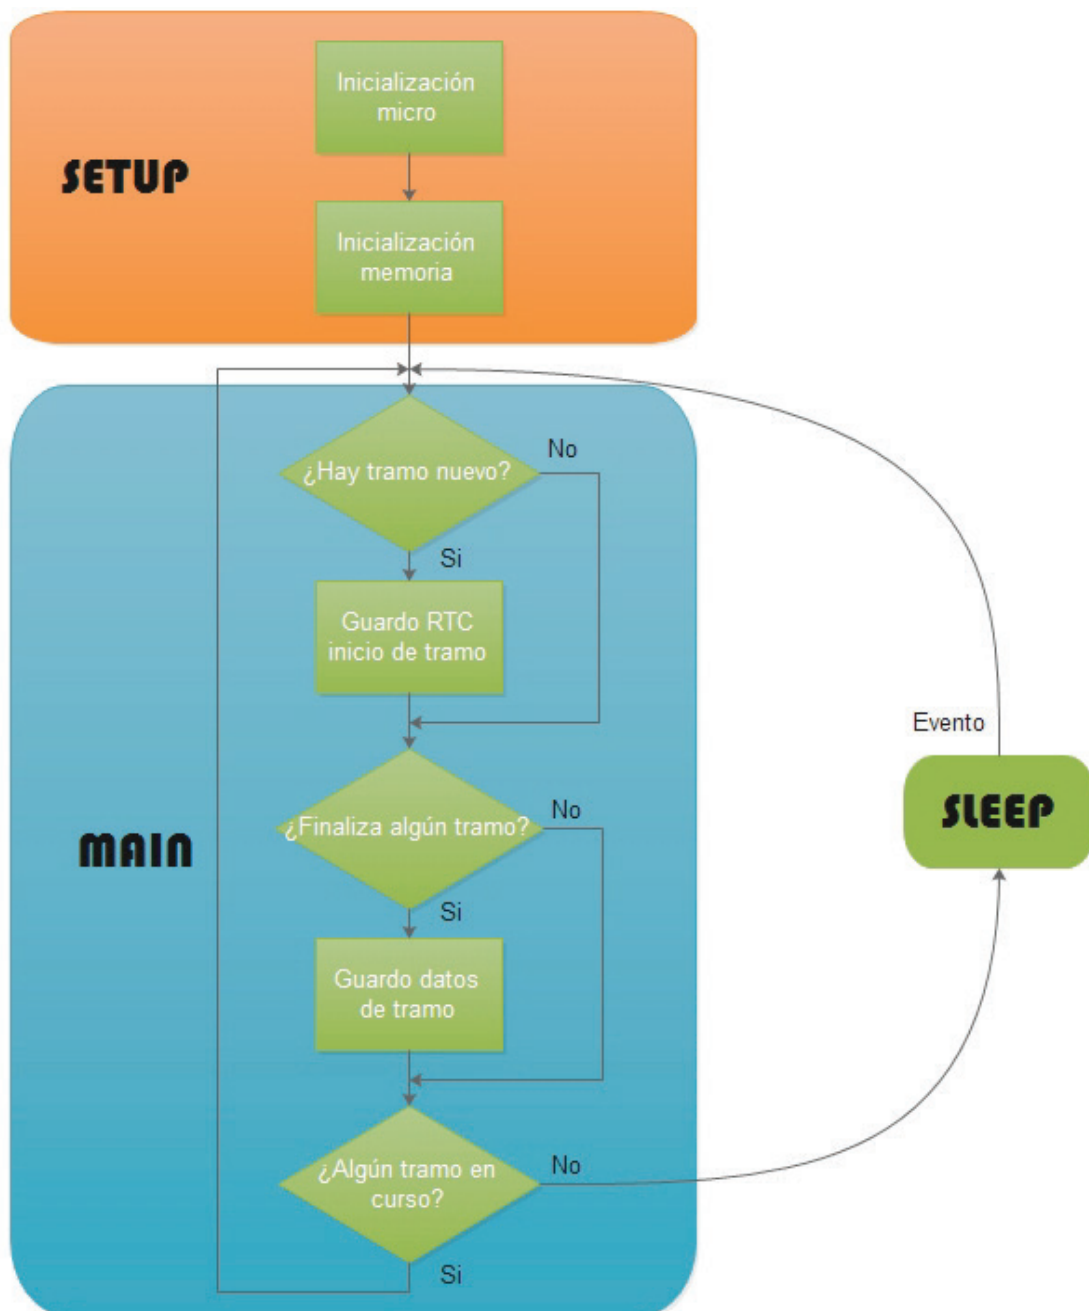 Inicialización
micro
SETUP
Inicialización
memoria
¿Hay tramo nuevo?
No
Si
Guardo RTC
inicio de tramo
Evento
SLEEP
¿Finaliza algún tramo?
No
MAIN
Si
Guardo datos
de tramo
¿Algún tramo en
curso?
No
Si